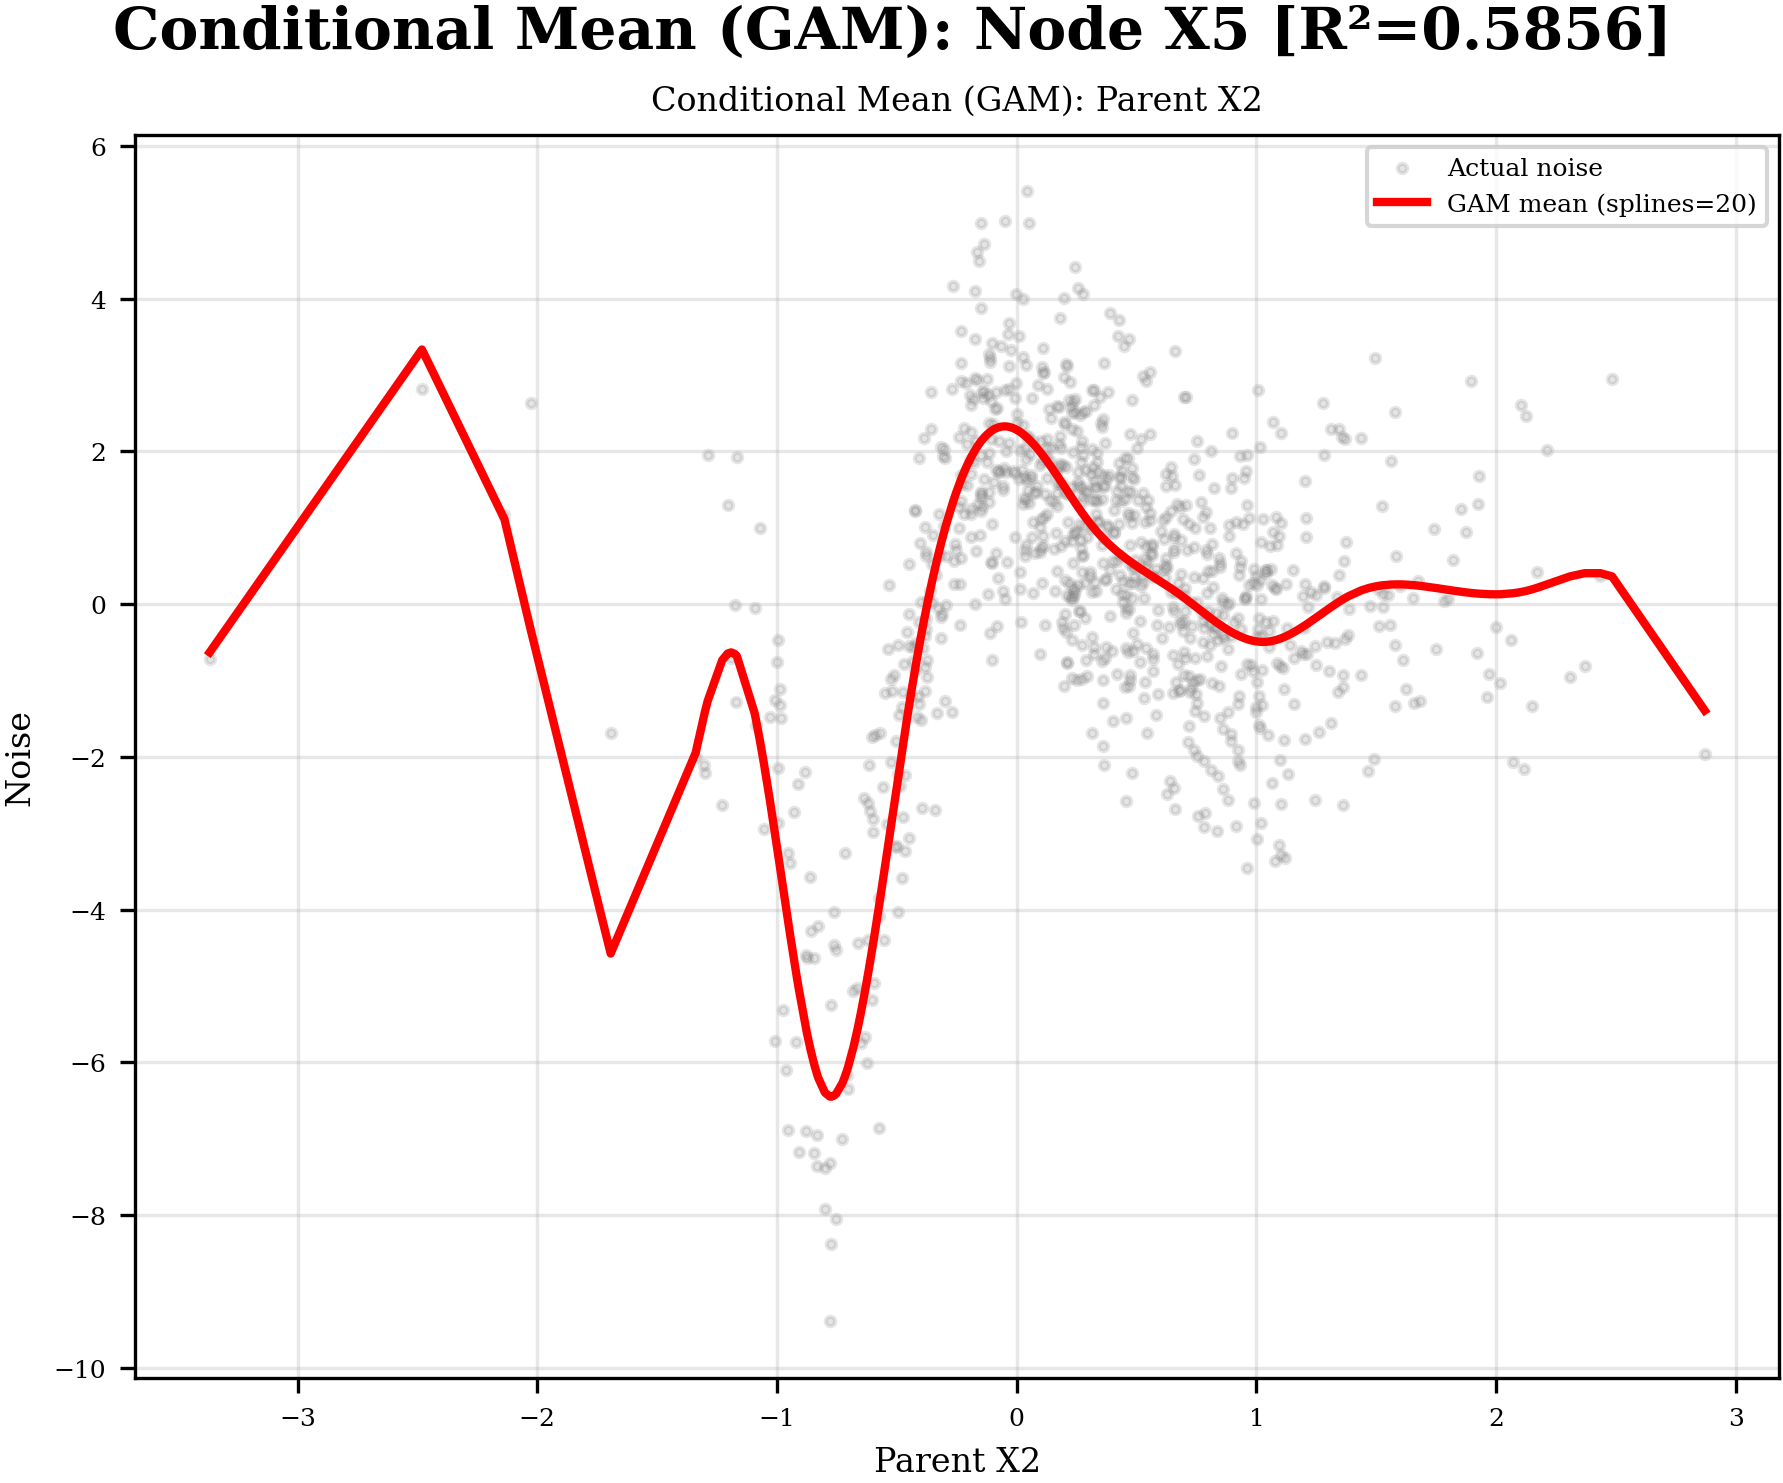 Conditional Mean (GAM): Node X5 [R²=0.5856]
Conditional Mean (GAM): Parent X2
Actual noise
GAM mean (splines=20)
6
4
2
0
−2
−4
−6
−8
−10
Noise
−3
−2
−1
0
1
2
3
Parent X2